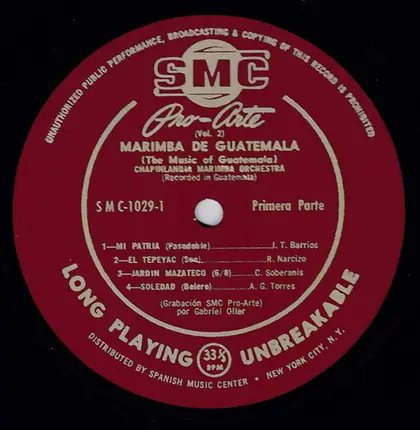 UNAUTHORIZED PUBLIC PERFORMANCE, BROADCASTING & COPYING OF THIS RECORD IS PROHIBITED
SMC
Pro-Arte
(Vol. 2)
MARIMBA DE GUATEMALA
(The Music of Guatemala)
CHAPINLANDIA MARIMBA ORCHESTRA
(Recorded in Guatemala)
SMC-1029-1 Primera Parte
1—MI PATRIA (Pasodoble) J. T. Barrios
2—EL TEPEYAC (Son) R. Narcizo
3—JARDIN MAZATECO (6/8) C. Soberanis
4—SOLEDAD (Bolero) A. G. Torres
(Grabación SMC Pro-Arte)
por Gabriel Oller
LONG PLAYING 33⅓ RPM UNBREAKABLE
DISTRIBUTED BY SPANISH MUSIC CENTER • NEW YORK CITY, N.Y.